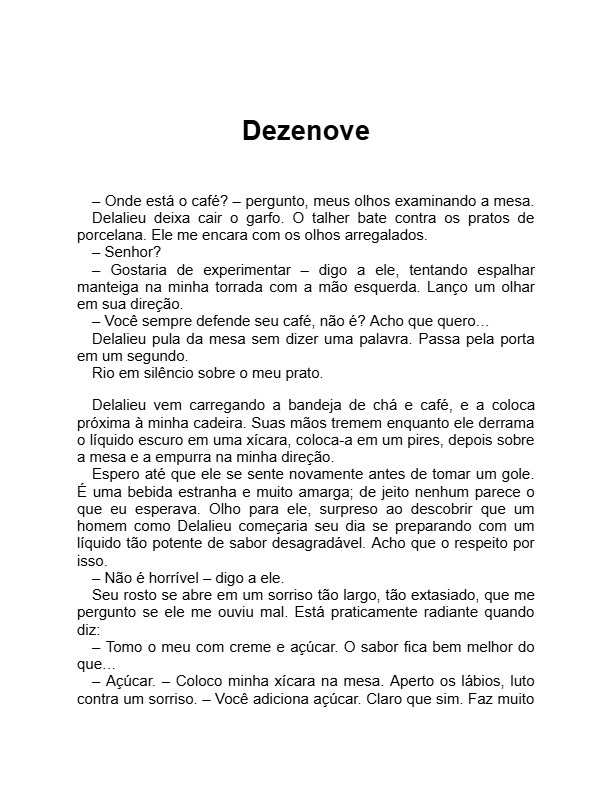 Dezenove
– Onde está o café? – pergunto, meus olhos examinando a mesa.
Delalieu deixa cair o garfo. O talher bate contra os pratos de
porcelana. Ele me encara com os olhos arregalados.
– Senhor?
– Gostaria de experimentar – digo a ele, tentando espalhar
manteiga na minha torrada com a mão esquerda. Lanço um olhar
em sua direção.
– Você sempre defende seu café, não é? Acho que quero…
Delalieu pula da mesa sem dizer uma palavra. Passa pela porta
em um segundo.
Rio em silêncio sobre o meu prato.
Delalieu vem carregando a bandeja de chá e café, e a coloca
próxima à minha cadeira. Suas mãos tremem enquanto ele derrama
o líquido escuro em uma xícara, coloca-a em um pires, depois sobre
a mesa e a empurra na minha direção.
Espero até que ele se sente novamente antes de tomar um gole.
É uma bebida estranha e muito amarga; de jeito nenhum parece o
que eu esperava. Olho para ele, surpreso ao descobrir que um
homem como Delalieu começaria seu dia se preparando com um
líquido tão potente de sabor desagradável. Acho que o respeito por
isso.
– Não é horrível – digo a ele.
Seu rosto se abre em um sorriso tão largo, tão extasiado, que me
pergunto se ele me ouviu mal. Está praticamente radiante quando
diz:
– Tomo o meu com creme e açúcar. O sabor fica bem melhor do
que…
– Açúcar. – Coloco minha xícara na mesa. Aperto os lábios, luto
contra um sorriso. – Você adiciona açúcar. Claro que sim. Faz muito